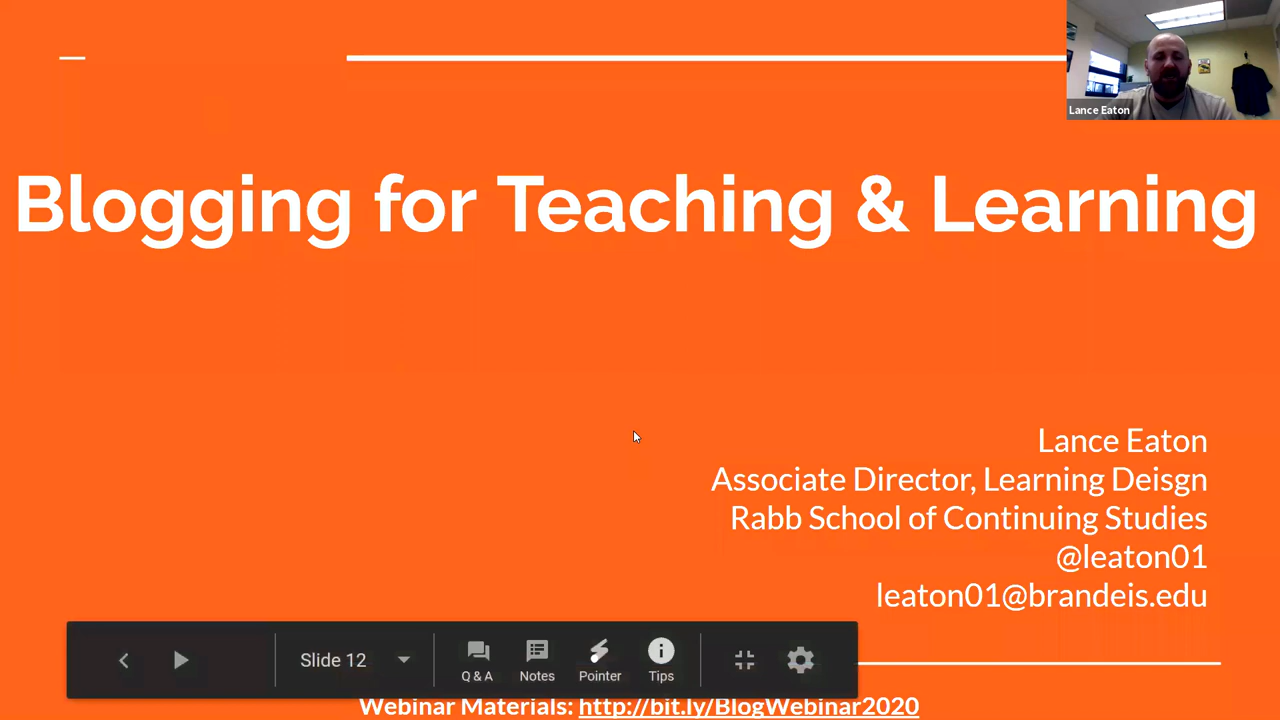 Lance Eaton
Blogging for Teaching & Learning
Lance Eaton
Associate Director, Learning Deisgn
Rabb School of Continuing Studies
@leaton01
leaton01@brandeis.edu
Slide 12
Q & A
Notes
Pointer
Tips
Webinar Materials: http://bit.ly/BlogWebinar2020